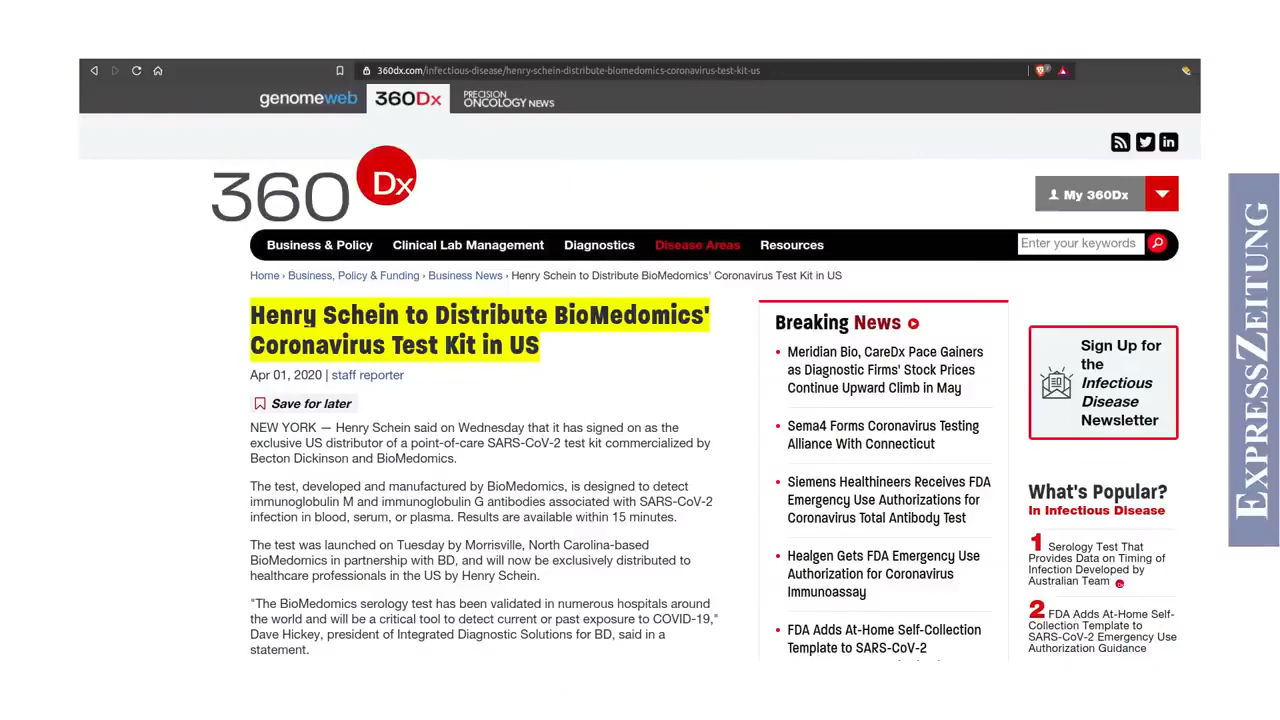 360dx.com/infectious-disease/henry-schein-distribute-biomedomics-coronavirus-test-kit-us
genomeweb
360Dx
PRECISION
ONCOLOGY NEWS
360 Dx
My 360Dx
Business & Policy
Clinical Lab Management
Diagnostics
Disease Areas
Resources
Enter your keywords
Home › Business, Policy & Funding › Business News › Henry Schein to Distribute BioMedomics' Coronavirus Test Kit in US
Henry Schein to Distribute BioMedomics'
Coronavirus Test Kit in US
Apr 01, 2020 | staff reporter
Save for later
NEW YORK — Henry Schein said on Wednesday that it has signed on as the
exclusive US distributor of a point-of-care SARS-CoV-2 test kit commercialized by
Becton Dickinson and BioMedomics.
The test, developed and manufactured by BioMedomics, is designed to detect
immunoglobulin M and immunoglobulin G antibodies associated with SARS-CoV-2
infection in blood, serum, or plasma. Results are available within 15 minutes.
The test was launched on Tuesday by Morrisville, North Carolina-based
BioMedomics in partnership with BD, and will now be exclusively distributed to
healthcare professionals in the US by Henry Schein.
"The BioMedomics serology test has been validated in numerous hospitals around
the world and will be a critical tool to detect current or past exposure to COVID-19,"
Dave Hickey, president of Integrated Diagnostic Solutions for BD, said in a
statement.
Breaking News
• Meridian Bio, CareDx Pace Gainers
as Diagnostic Firms' Stock Prices
Continue Upward Climb in May
• Sema4 Forms Coronavirus Testing
Alliance With Connecticut
• Siemens Healthineers Receives FDA
Emergency Use Authorizations for
Coronavirus Total Antibody Test
• Healgen Gets FDA Emergency Use
Authorization for Coronavirus
Immunoassay
• FDA Adds At-Home Self-Collection
Template to SARS-CoV-2
Sign Up for
the
Infectious
Disease
Newsletter
What's Popular?
In Infectious Disease
1 Serology Test That
Provides Data on Timing of
Infection Developed by
Australian Team
2 FDA Adds At-Home Self-
Collection Template to
SARS-CoV-2 Emergency Use
Authorization Guidance
EXPRESSZEITUNG